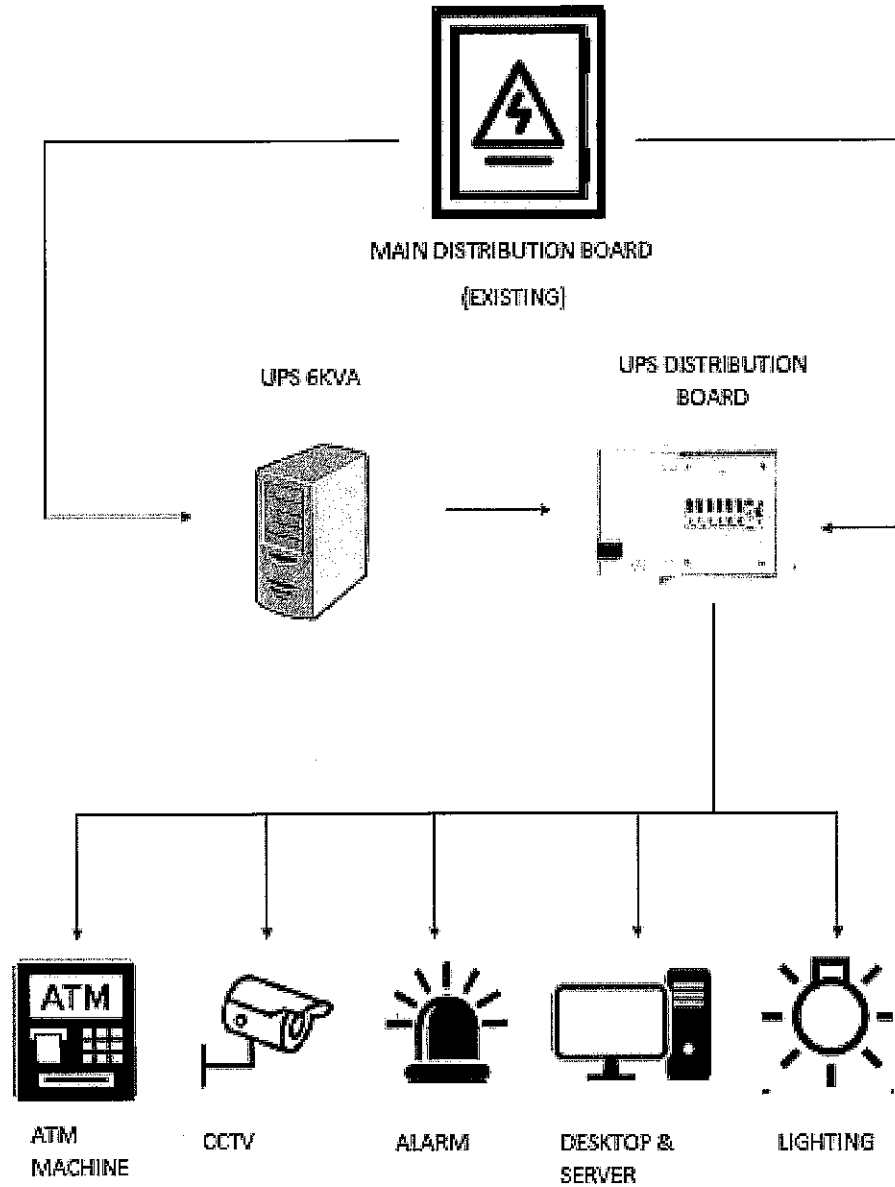 MAIN DISTRIBUTION BOARD
(EXISTING)
UPS 6KVA
UPS DISTRIBUTION
BOARD
ATM
ATM
MACHINE
CCTV
ALARM
DESKTOP &
SERVER
LIGHTING